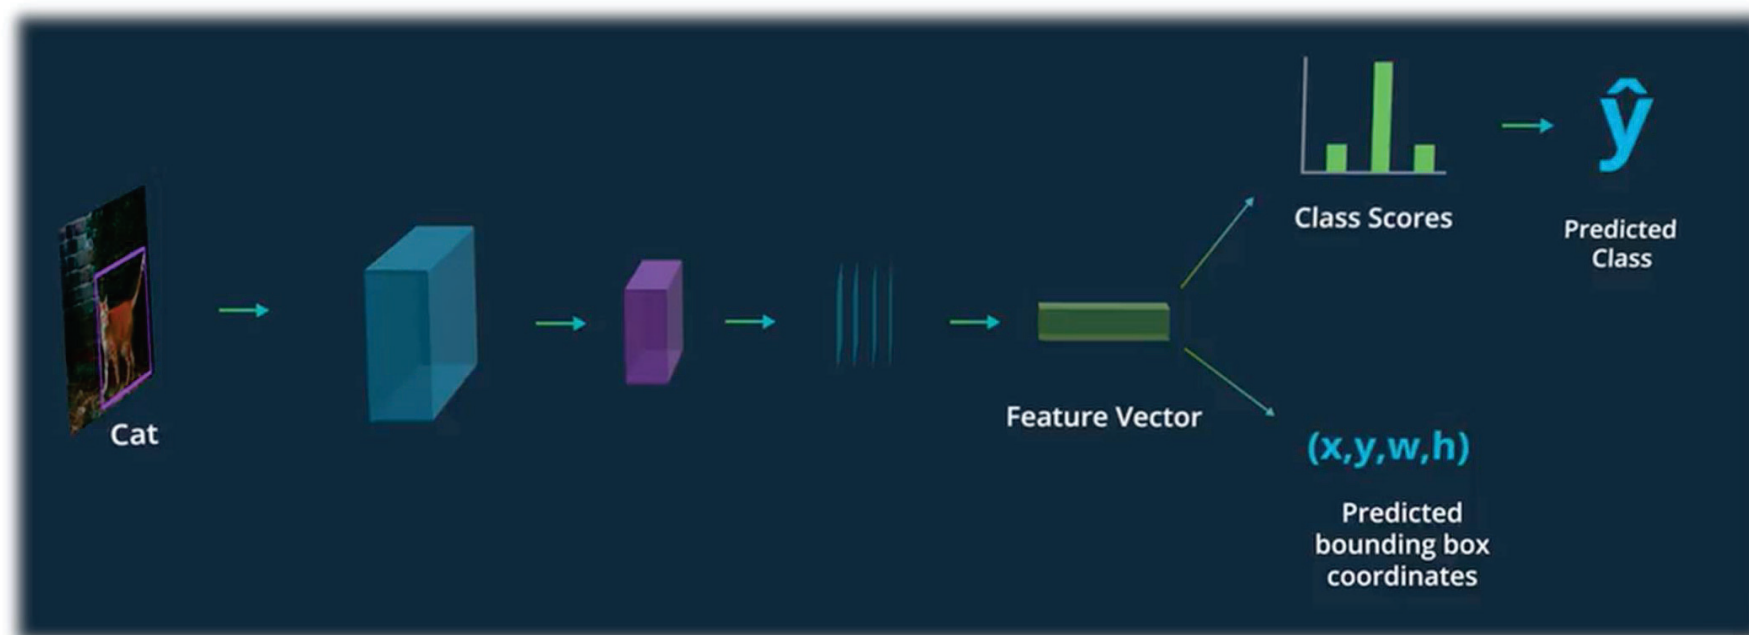 Cat
Feature Vector
Class Scores
ŷ
Predicted
Class
(x,y,w,h)
Predicted
bounding box
coordinates